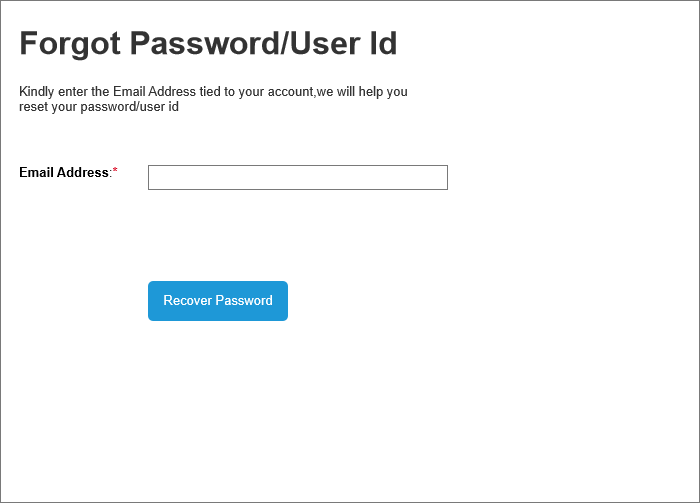 Forgot Password/User Id
Kindly enter the Email Address tied to your account,we will help you
reset your password/user id
Email Address:*
Recover Password